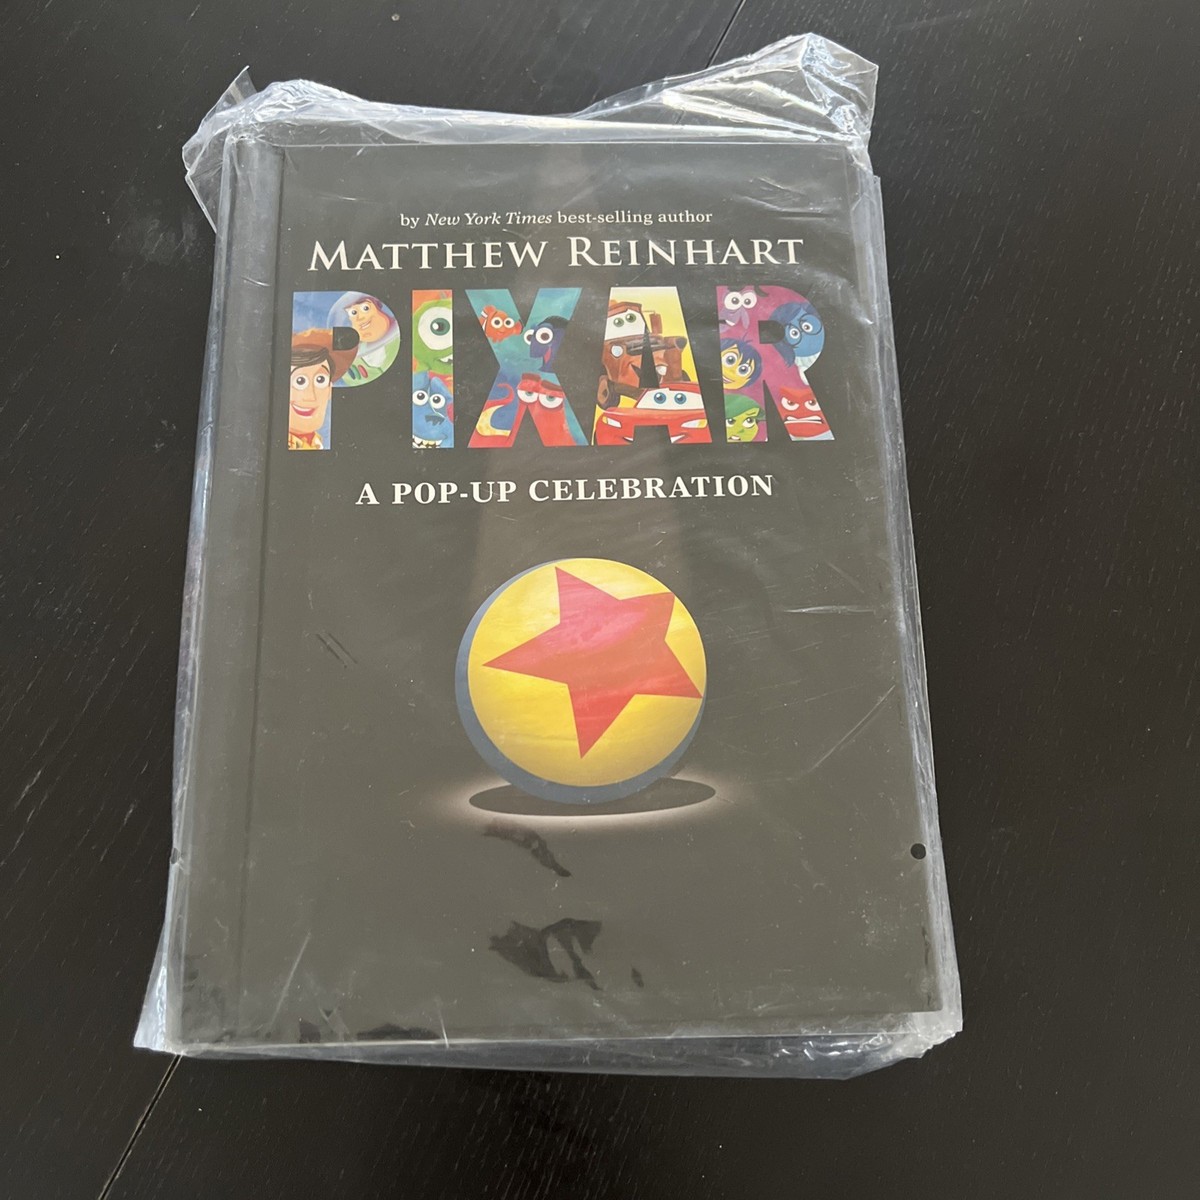 by New York Times best-selling author
MATTHEW REINHART
PIXAR
A POP-UP CELEBRATION